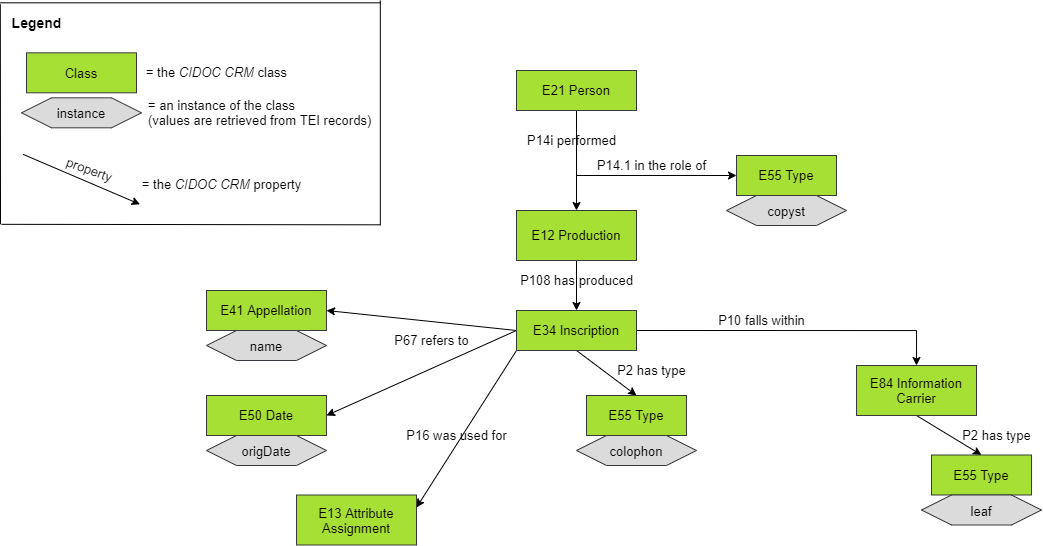 Legend
Class
= the CIDOC CRM class
instance
= an instance of the class
(values are retrieved from TEI records)
property
= the CIDOC CRM property
E21 Person
P14i performed
P14.1 in the role of
E55 Type
copyst
E12 Production
P108 has produced
E41 Appellation
name
P67 refers to
E34 Inscription
P10 falls within
P2 has type
E84 Information
Carrier
E50 Date
origDate
E55 Type
colophon
P16 was used for
P2 has type
E55 Type
leaf
E13 Attribute
Assignment